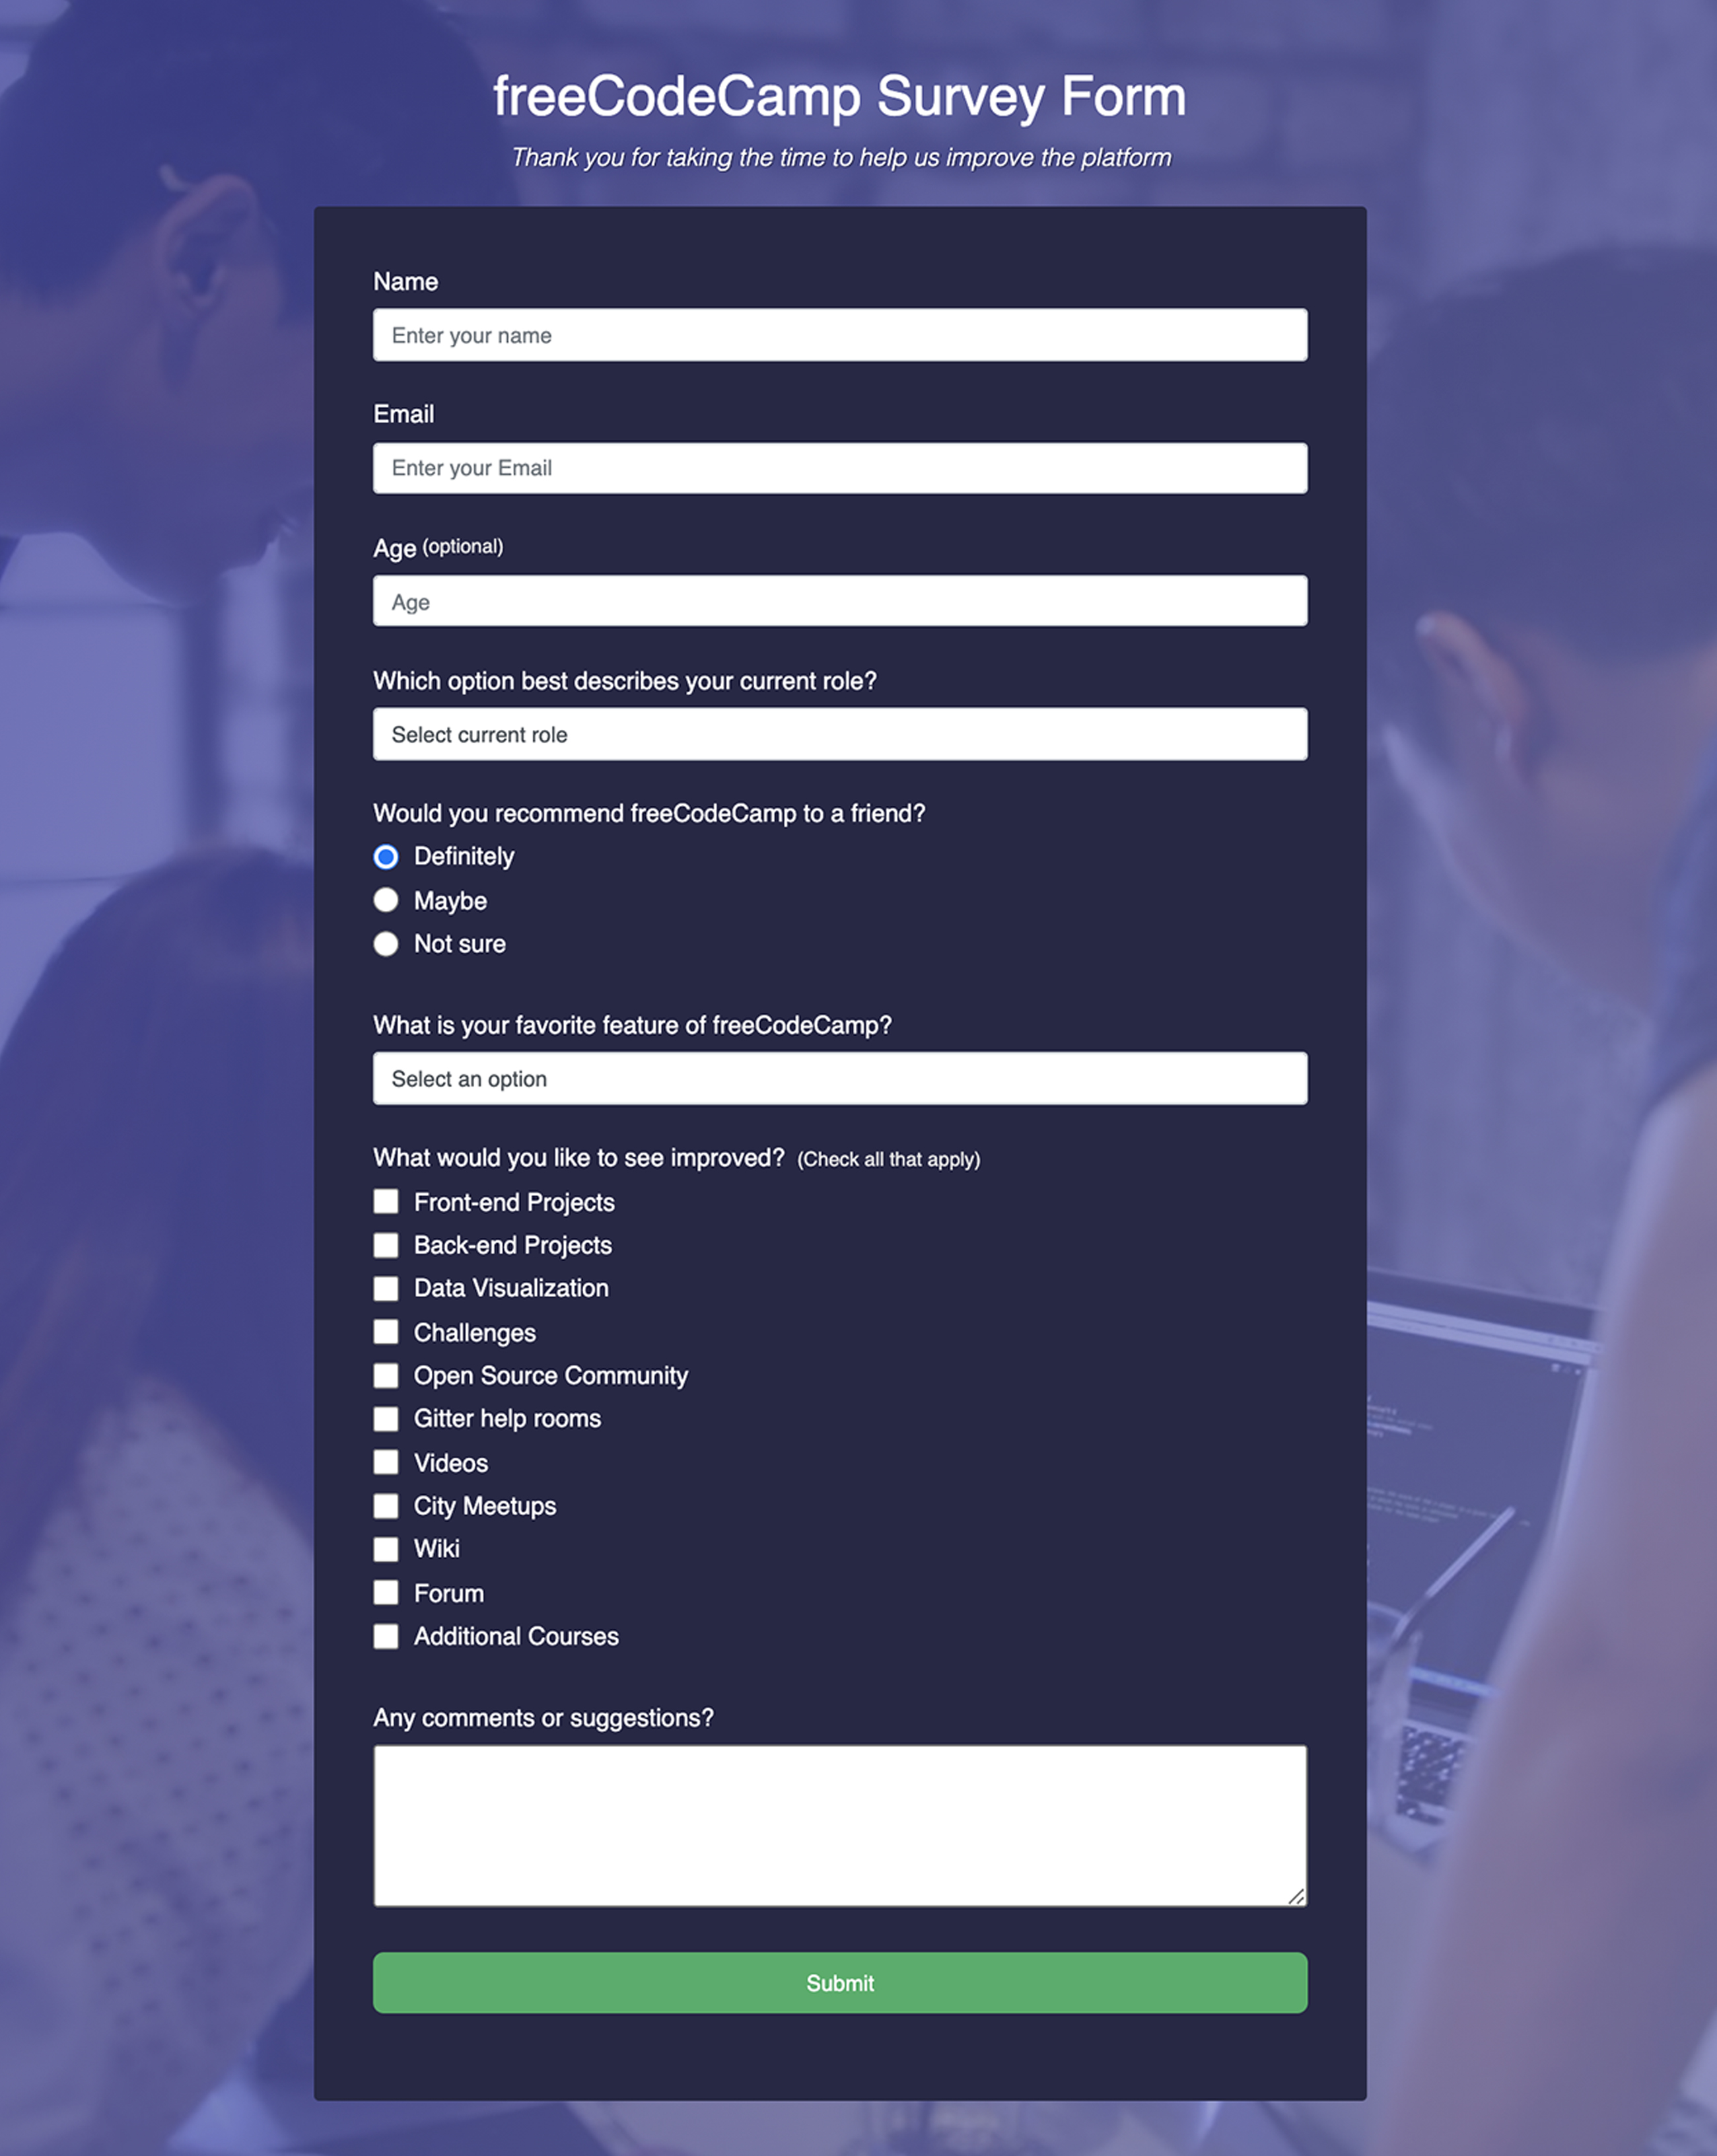 freeCodeCamp Survey Form
Thank you for taking the time to help us improve the platform
Name
Enter your name
Email
Enter your Email
Age (optional)
Age
Which option best describes your current role?
Select current role
Would you recommend freeCodeCamp to a friend?
Definitely
Maybe
Not sure
What is your favorite feature of freeCodeCamp?
Select an option
What would you like to see improved? (Check all that apply)
Front-end Projects
Back-end Projects
Data Visualization
Challenges
Open Source Community
Gitter help rooms
Videos
City Meetups
Wiki
Forum
Additional Courses
Any comments or suggestions?
Submit